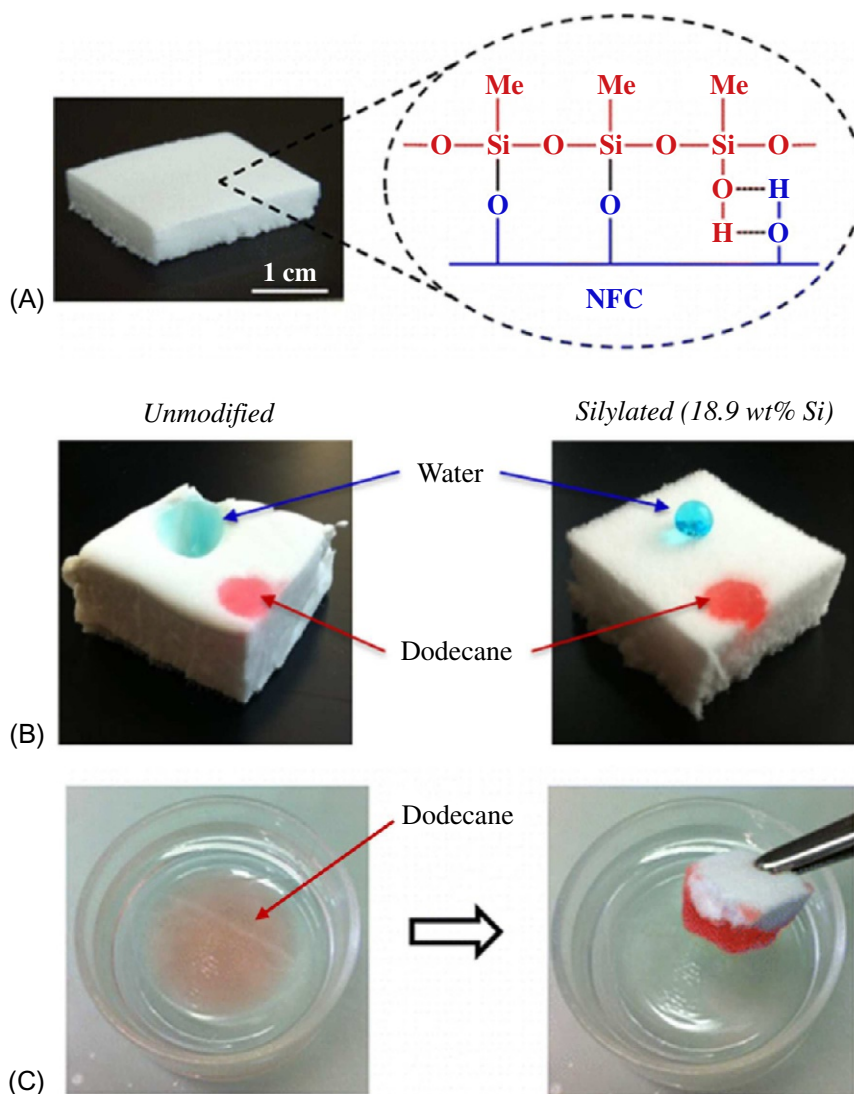 Me Me Me
O Si O Si O Si O
O O O H
H O
1 cm
NFC
(A)
Unmodified
Silylated (18.9 wt% Si)
Water
Dodecane
(B)
Dodecane
(C)